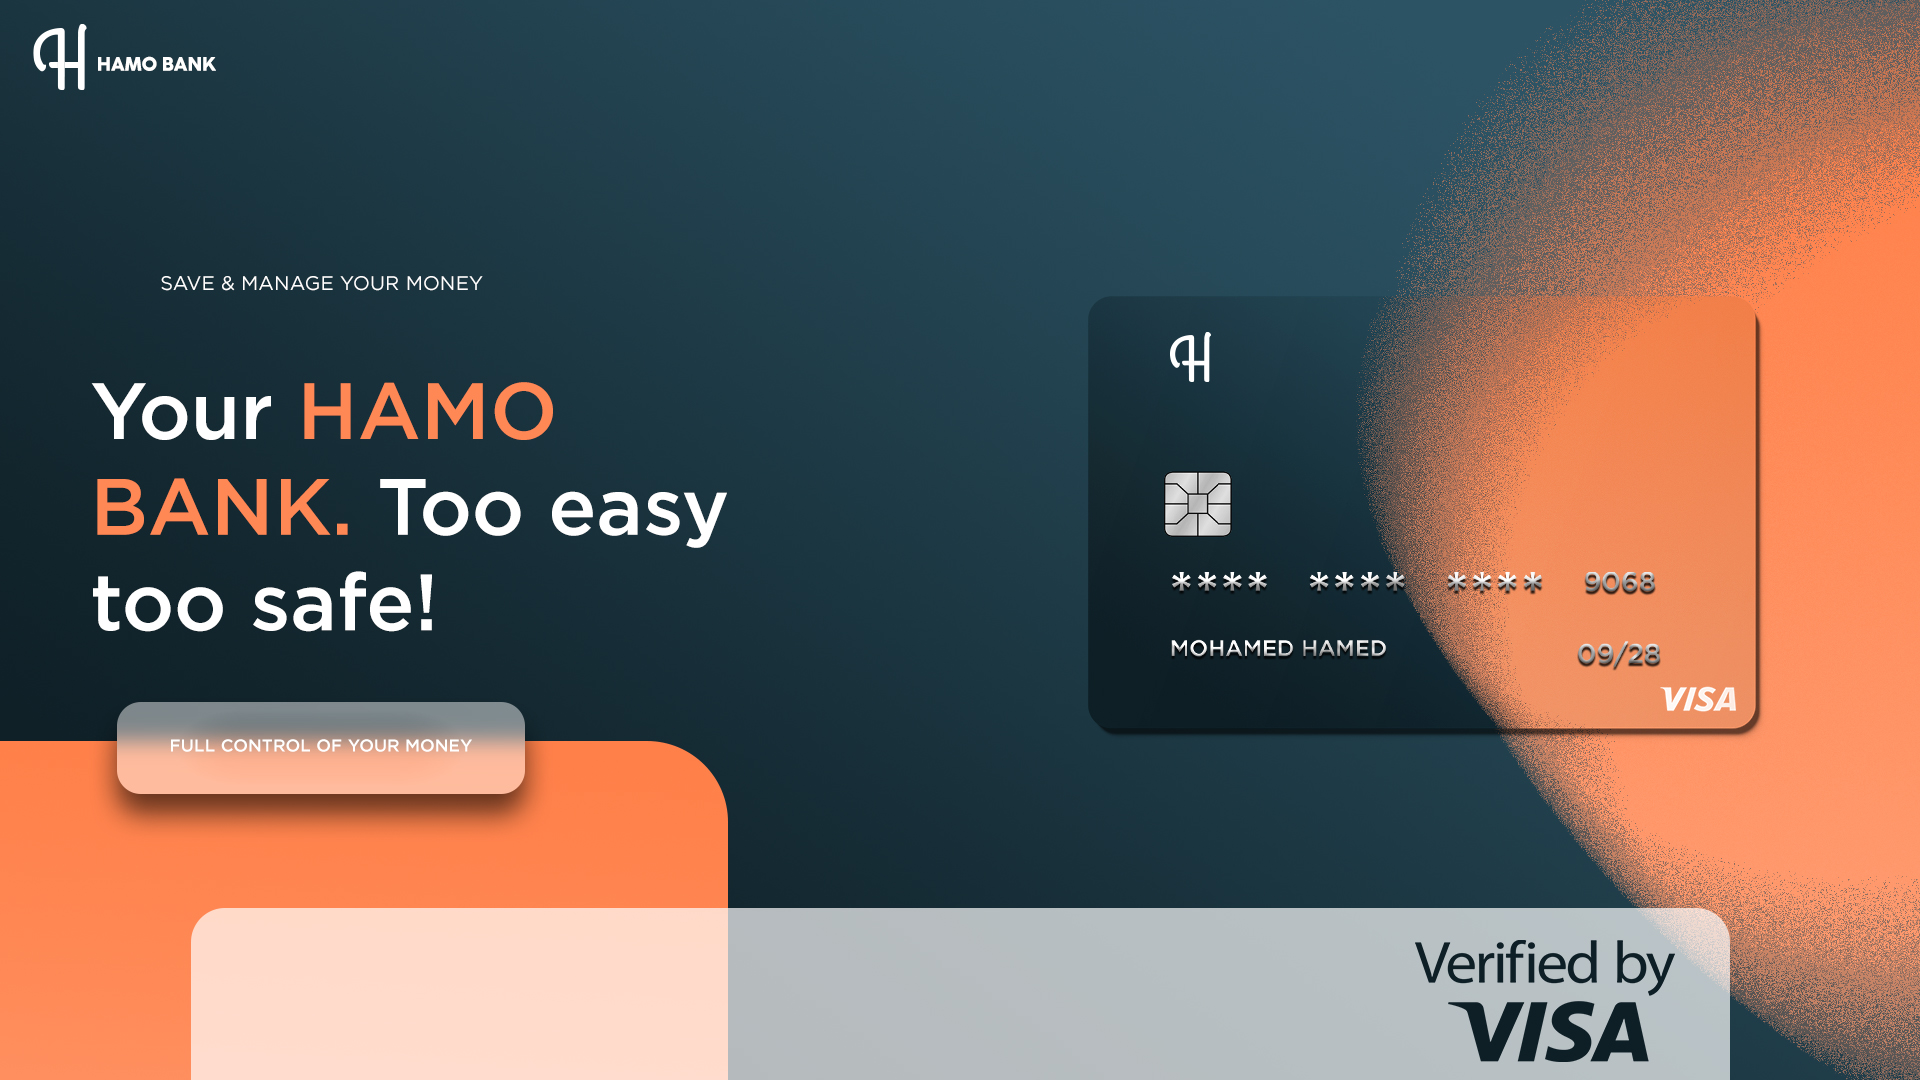 HAMO BANK
SAVE & MANAGE YOUR MONEY
Your HAMO
BANK. Too easy
too safe!
FULL CONTROL OF YOUR MONEY
H
**** **** **** 9068
MOHAMED HAMED
09/28
VISA
Verified by
VISA